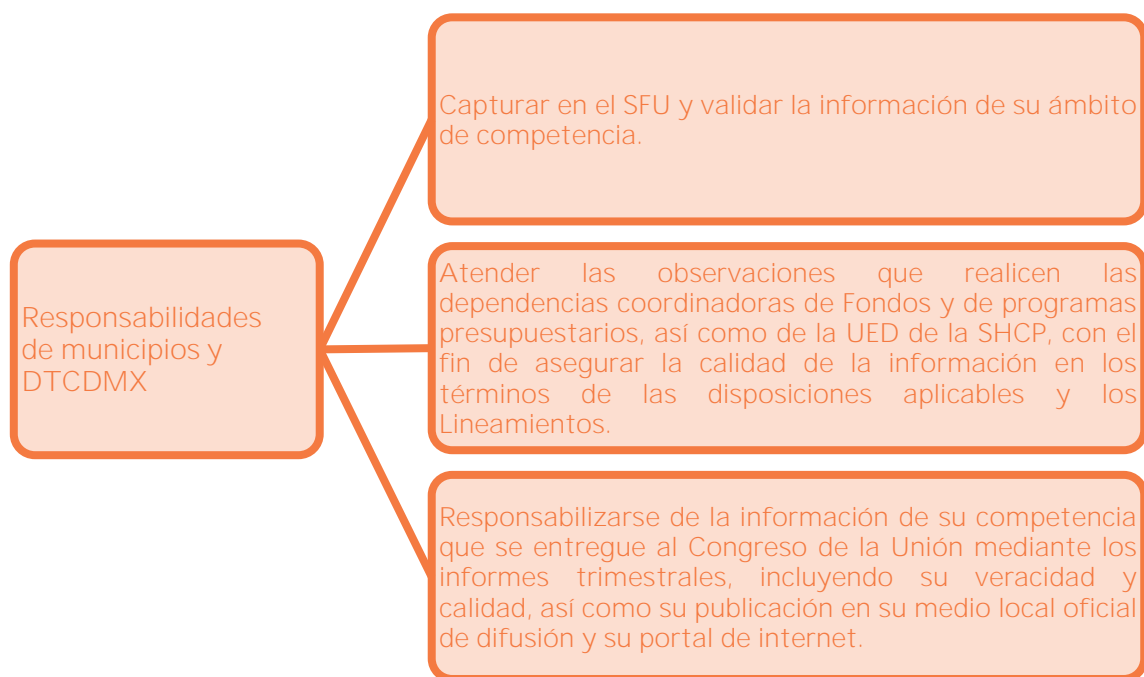 Responsabilidades
de municipios y
DTCDMX
Capturar en el SFU y validar la información de su ámbito
de competencia.
Atender las observaciones que realicen las
dependencias coordinadoras de Fondos y de programas
presupuestarios, así como de la UED de la SHCP, con el
fin de asegurar la calidad de la información en los
términos de las disposiciones aplicables y los
Lineamientos.
Responsabilizarse de la información de su competencia
que se entregue al Congreso de la Unión mediante los
informes trimestrales, incluyendo su veracidad y
calidad, así como su publicación en su medio local oficial
de difusión y su portal de internet.